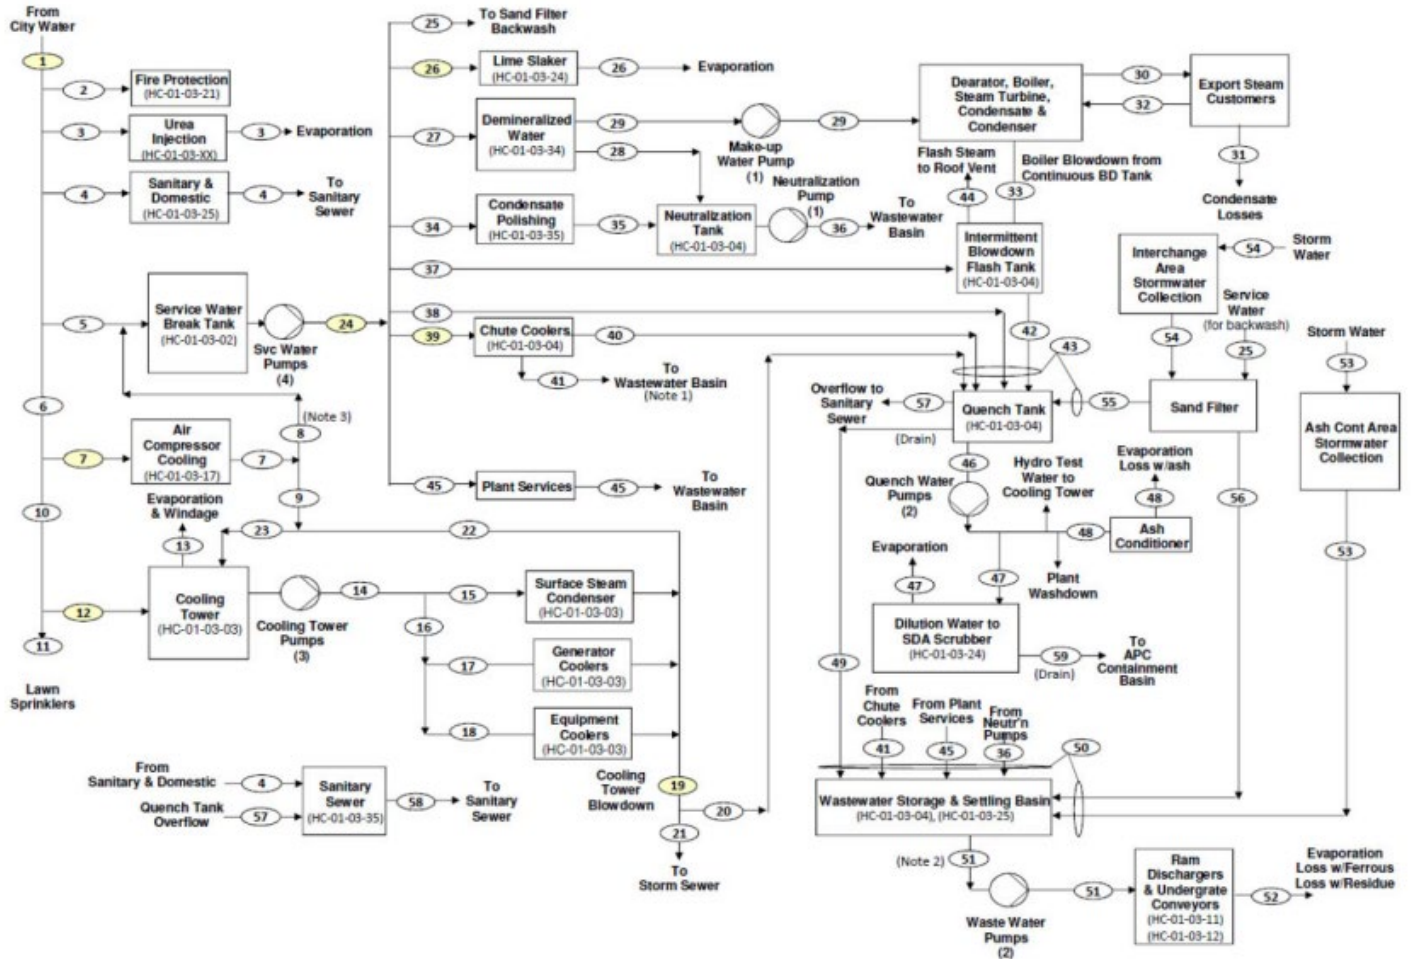 From
City Water
1
2
Fire Protection
(HC-01-03-21)
3
Urea
Injection
(HC-01-03-XX)
3
Evaporation
4
Sanitary &
Domestic
(HC-01-03-25)
4
To
Sanitary
Sewer
5
Service Water
Break Tank
(HC-01-03-02)
Svc Water
Pumps
(4)
24
6
(Note 3)
8
7
Air
Compressor
Cooling
(HC-01-03-17)
7
9
10
Evaporation
& Windage
13
23
22
12
Cooling
Tower
(HC-01-03-03)
Cooling Tower
Pumps
(3)
14
15
Surface Steam
Condenser
(HC-01-03-03)
16
17
Generator
Coolers
(HC-01-03-03)
18
Equipment
Coolers
(HC-01-03-03)
11
Lawn
Sprinklers
From
Sanitary & Domestic
4
Quench Tank
Overflow
57
Sanitary
Sewer
(HC-01-03-35)
58
To
Sanitary
Sewer
Cooling
Tower
Blowdown
19
20
21
To
Storm Sewer
25
To Sand Filter
Backwash
26
Lime Slaker
(HC-01-03-24)
26
Evaporation
27
Demineralized
Water
(HC-01-03-34)
29
28
Make-up
Water Pump
(1)
29
34
Condensate
Polishing
(HC-01-03-35)
35
Neutralization
Tank
(HC-01-03-04)
Neutralization
Pump
(1)
36
To
Wastewater
Basin
37
38
39
Chute Coolers
(HC-01-03-04)
40
41
To
Wastewater Basin
(Note 1)
45
Plant Services
45
To
Wastewater
Basin
Dearator, Boiler,
Steam Turbine,
Condensate &
Condenser
30
32
Export Steam
Customers
31
Condensate
Losses
Flash Steam
to Roof Vent
44
33
Boiler Blowdown from
Continuous BD Tank
Intermittent
Blowdown
Flash Tank
(HC-01-03-04)
42
43
Interchange
Area
Stormwater
Collection
54
Storm
Water
54
Service
Water
(for backwash)
25
Storm Water
53
Overflow to
Sanitary
Sewer
57
(Drain)
Quench Tank
(HC-01-03-04)
55
Sand Filter
Ash Cont Area
Stormwater
Collection
46
Quench Water
Pumps
(2)
Hydro Test
Water to
Cooling Tower
Evaporation
Loss w/ash
48
48
Ash
Conditioner
56
53
Evaporation
47
47
Plant
Washdown
Dilution Water to
SDA Scrubber
(HC-01-03-24)
59
(Drain)
To
APC
Containment
Basin
49
From
Chute
Coolers
41
From Plant
Services
45
From
Neutr'n
Pumps
36
50
Wastewater Storage & Settling Basin
(HC-01-03-04), (HC-01-03-25)
(Note 2)
51
Waste Water
Pumps
(2)
51
Ram
Dischargers
& Undergrate
Conveyors
(HC-01-03-11)
(HC-01-03-12)
52
Evaporation
Loss w/Ferrous
Loss w/Residue